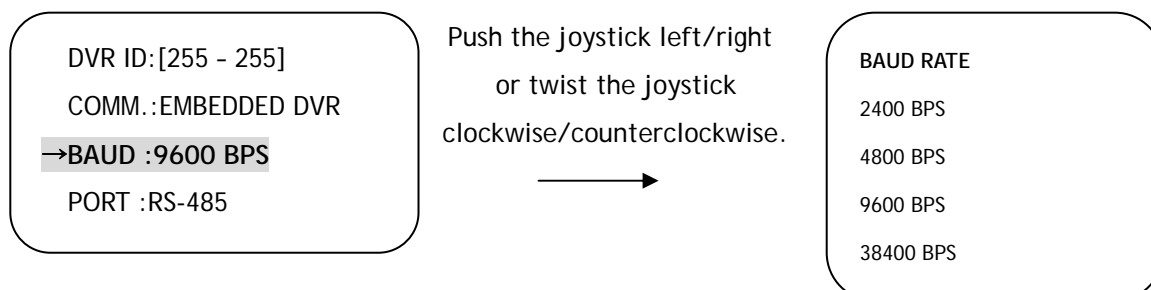 DVR ID:[255 – 255]
COMM.:EMBEDDED DVR
→BAUD :9600 BPS
PORT :RS-485
Push the joystick left/right
or twist the joystick
clockwise/counterclockwise.
BAUD RATE
2400 BPS
4800 BPS
9600 BPS
38400 BPS